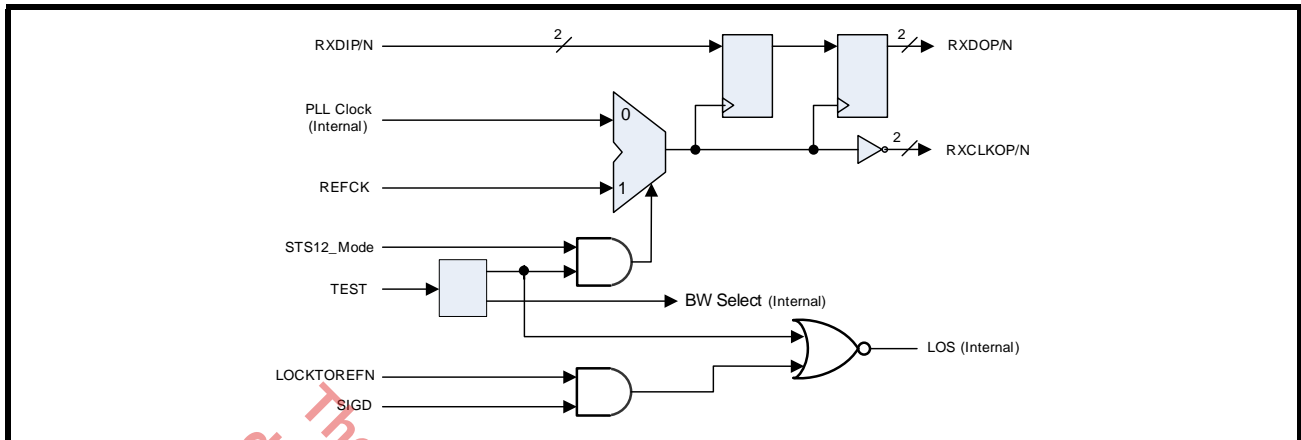 RXDIP/N
2
2
RXDOP/N
PLL Clock
(Internal)
0
2
RXCLKOP/N
REFCK
1
STS12_Mode
TEST
BW Select (Internal)
LOS (Internal)
LOCKTOREFN
SIGD
The